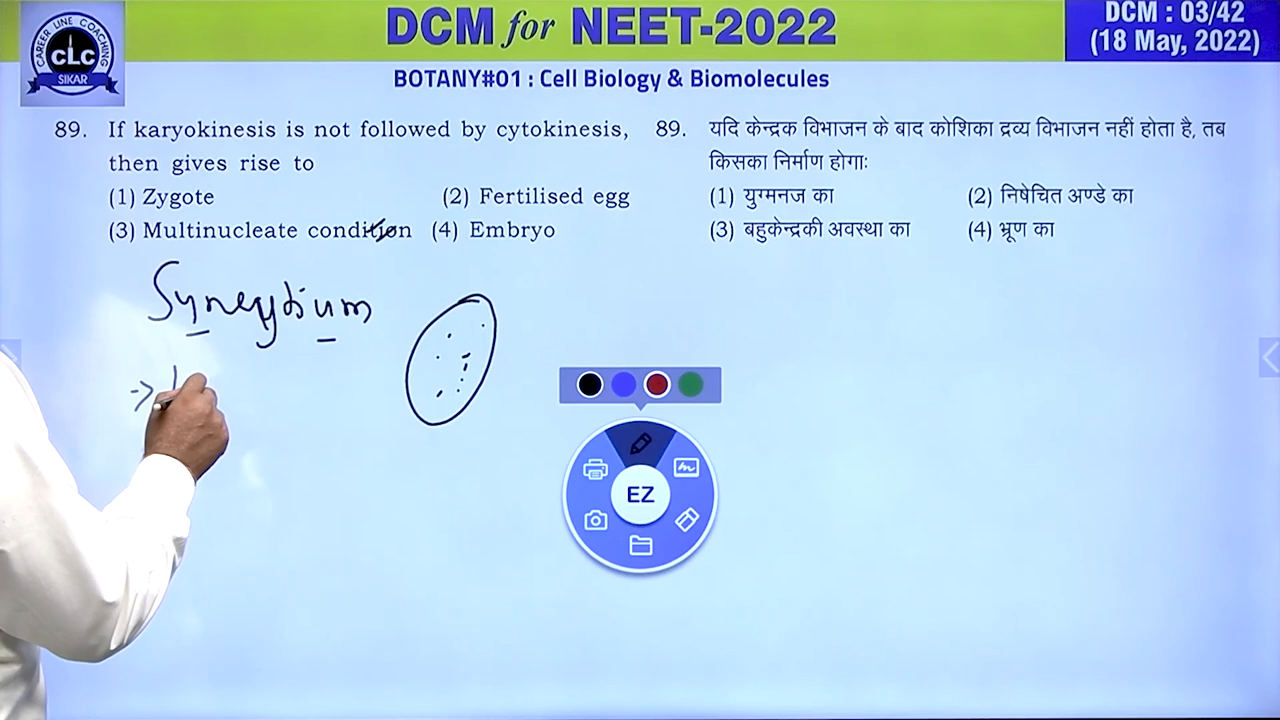 DCM for NEET-2022
DCM : 03/42
(18 May, 2022)
CAREER LINE COACHING
CLC
SIKAR
BOTANY#01 : Cell Biology & Biomolecules
89. If karyokinesis is not followed by cytokinesis,
then gives rise to
(1) Zygote (2) Fertilised egg
(3) Multinucleate condition (4) Embryo
89. यदि केन्द्रक विभाजन के बाद कोशिका द्रव्य विभाजन नहीं होता है, तब
किसका निर्माण होगाः
(1) युग्मनज का (2) निषेचित अण्डे का
(3) बहुकेन्द्रकी अवस्था का (4) भ्रूण का
EZ